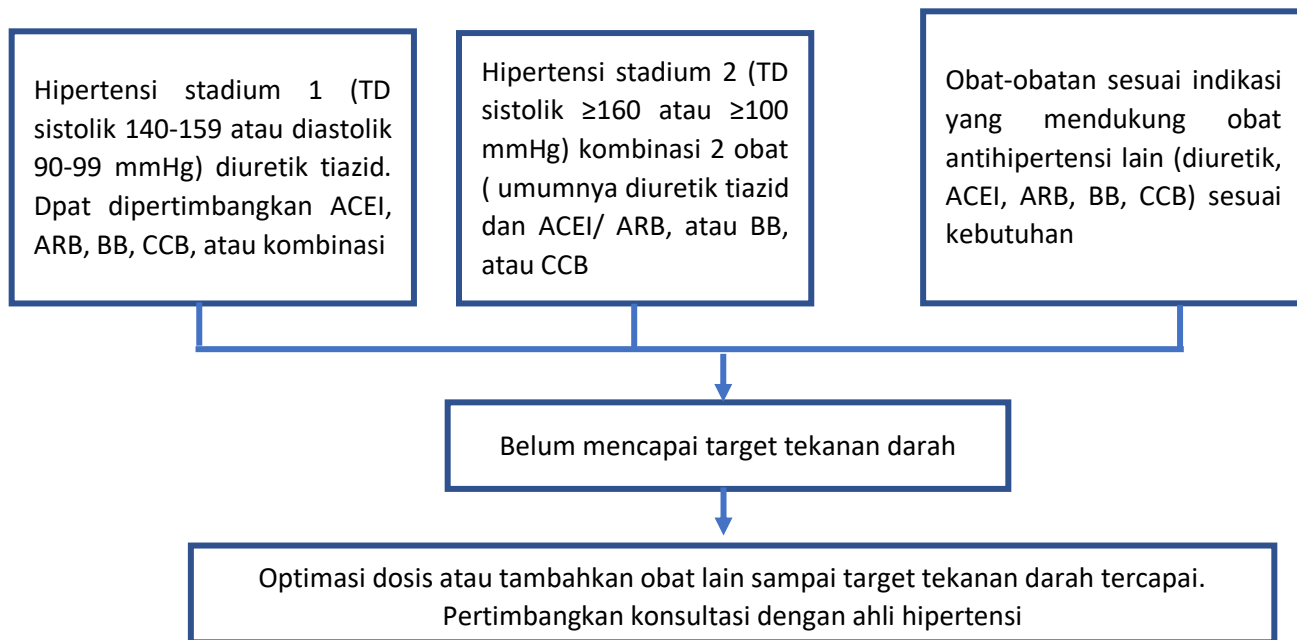 Hipertensi stadium 1 (TD
sistolik 140-159 atau diastolik
90-99 mmHg) diuretik tiazid.
Dpat dipertimbangkan ACEI,
ARB, BB, CCB, atau kombinasi
Hipertensi stadium 2 (TD
sistolik ≥160 atau ≥100
mmHg) kombinasi 2 obat
( umumnya diuretik tiazid
dan ACEI/ ARB, atau BB,
atau CCB
Obat-obatan sesuai indikasi
yang mendukung obat
antihipertensi lain (diuretik,
ACEI, ARB, BB, CCB) sesuai
kebutuhan
Belum mencapai target tekanan darah
Optimasi dosis atau tambahkan obat lain sampai target tekanan darah tercapai.
Pertimbangkan konsultasi dengan ahli hipertensi